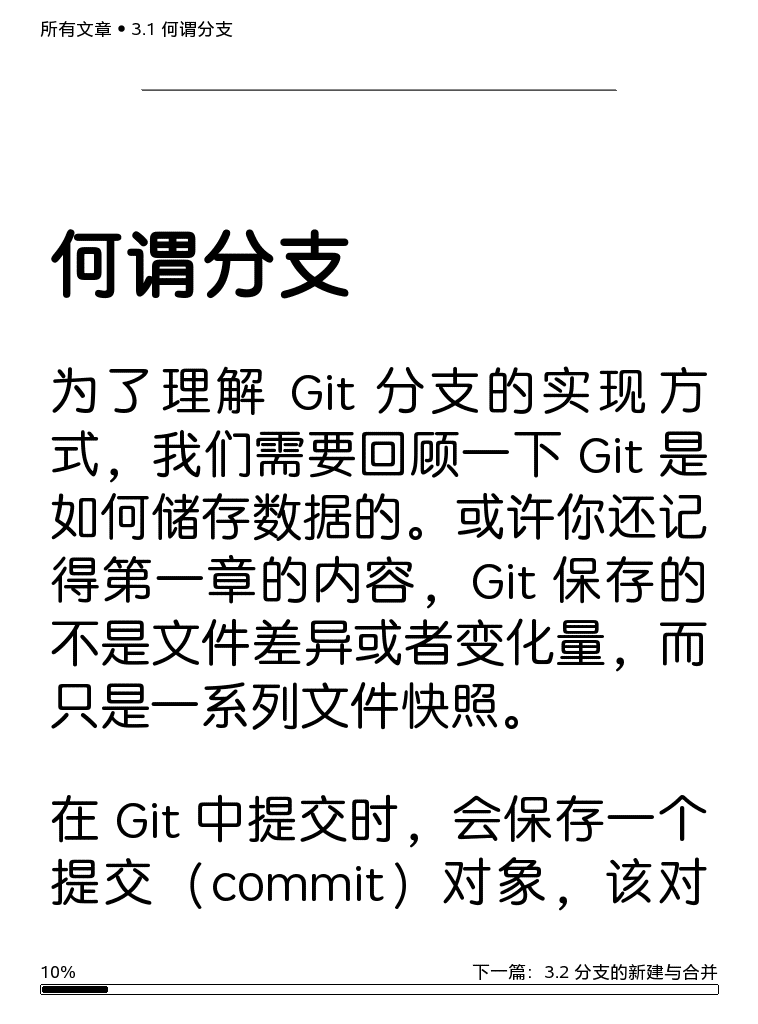 所有文章 • 3.1 何谓分支
何谓分支
为了理解 Git 分支的实现方
式，我们需要回顾一下 Git 是
如何储存数据的。或许你还记
得第一章的内容，Git 保存的
不是文件差异或者变化量，而
只是一系列文件快照。
在 Git 中提交时，会保存一个
提交（commit）对象，该对
10%
下一篇：3.2 分支的新建与合并